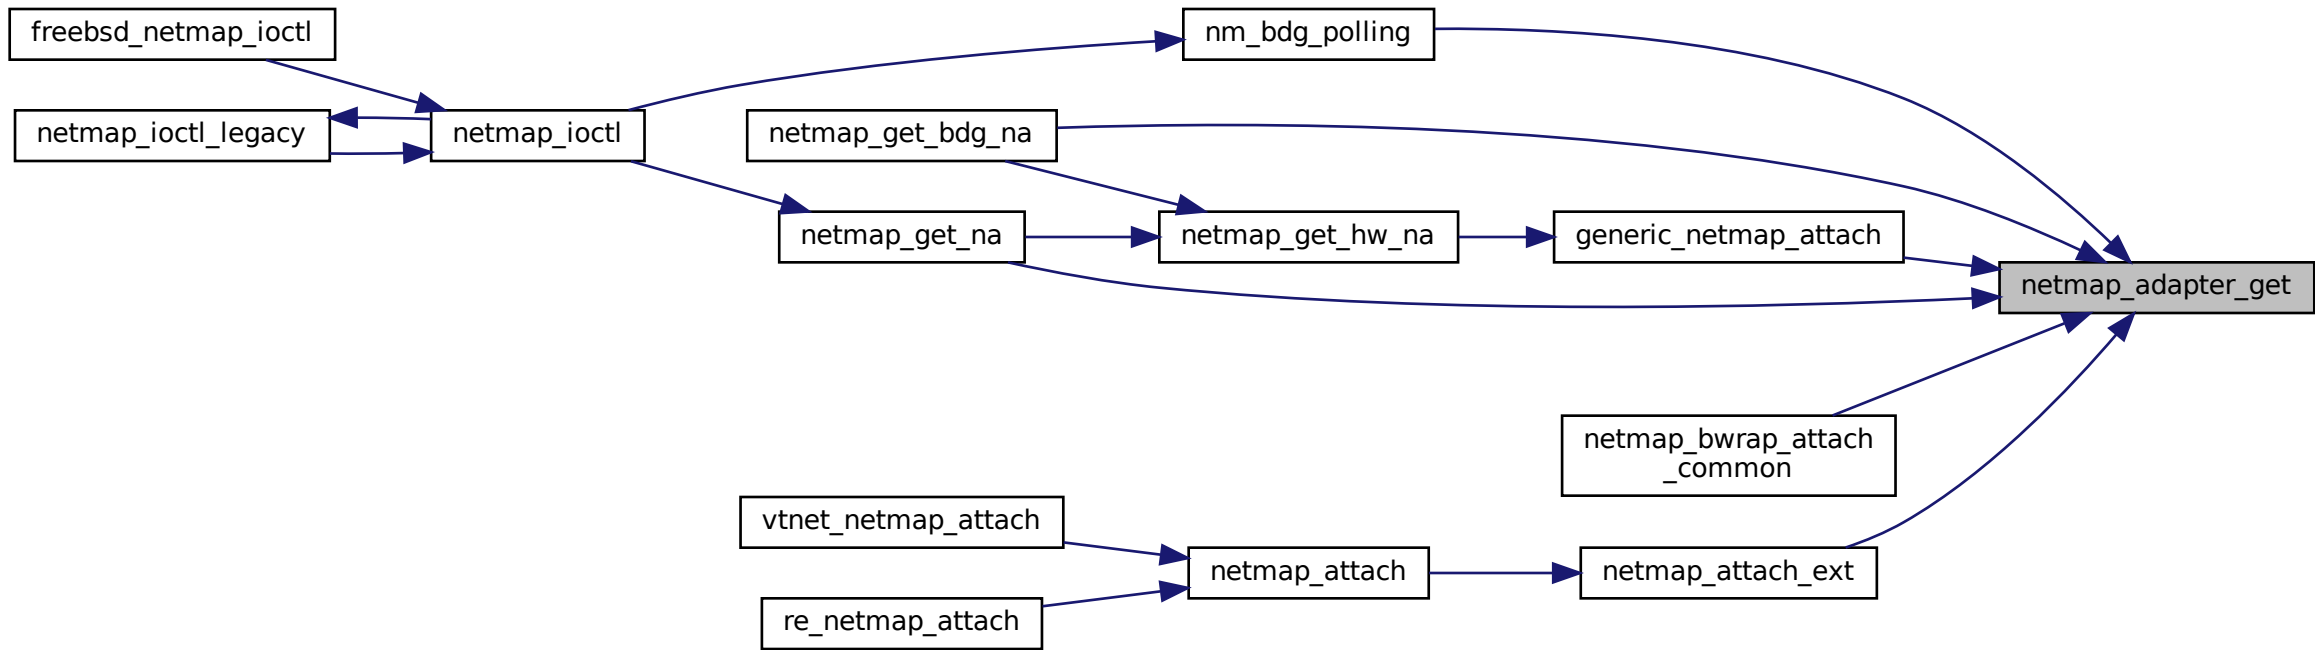 freebsd_netmap_ioctl
nm_bdg_polling
netmap_ioctl_legacy
netmap_ioctl
netmap_get_bdg_na
netmap_get_na
netmap_get_hw_na
generic_netmap_attach
netmap_adapter_get
netmap_bwrap_attach
_common
vtnet_netmap_attach
netmap_attach
netmap_attach_ext
re_netmap_attach